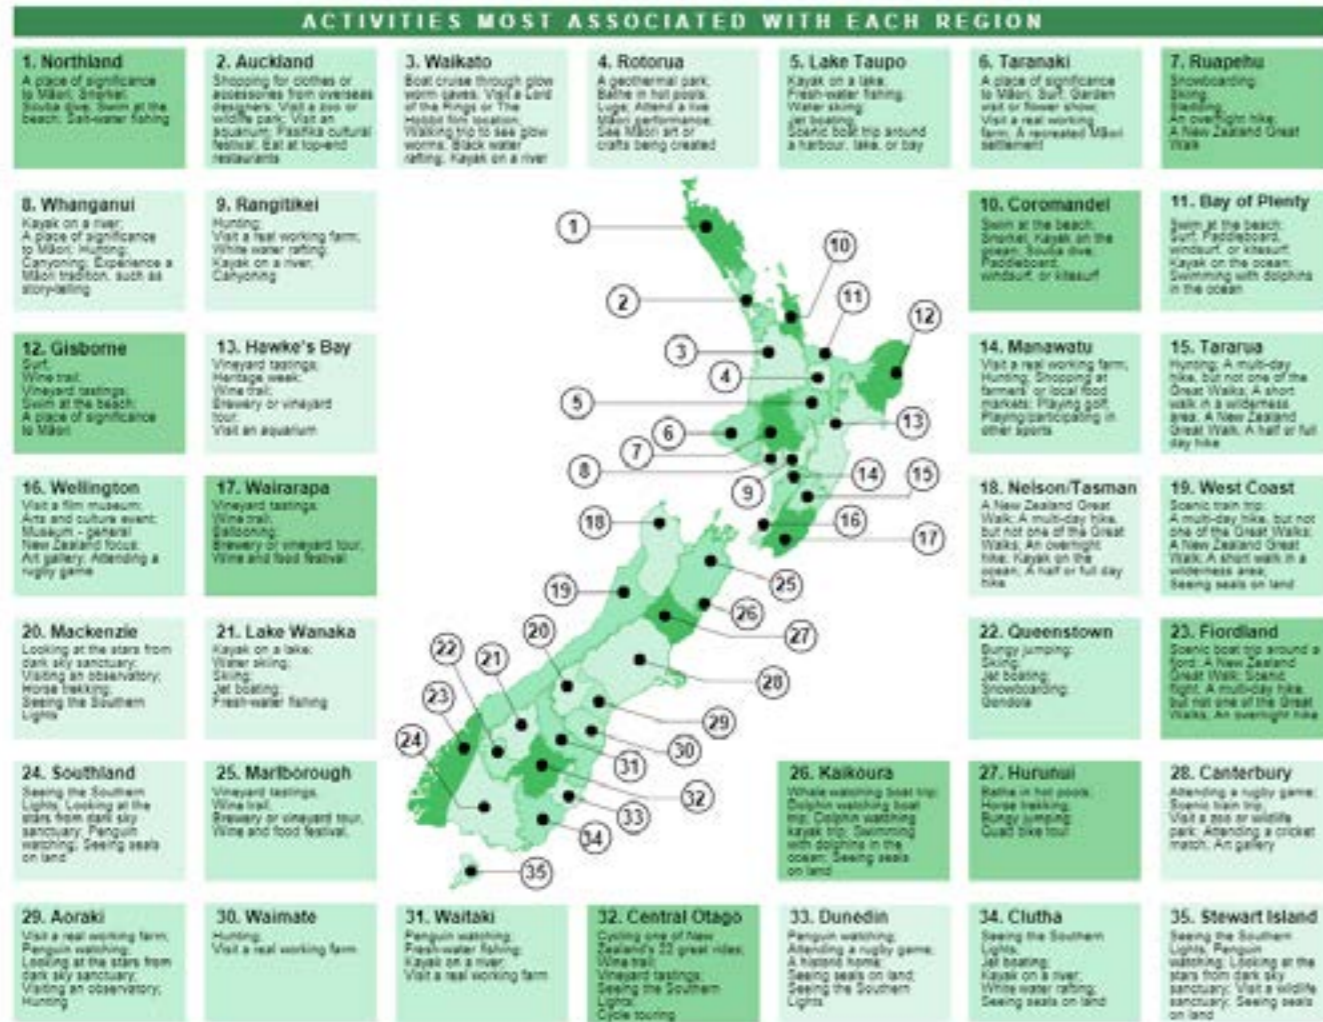 ACTIVITIES MOST ASSOCIATED WITH EACH REGION
1. Northland
A place of significance
to Māori; Snorkel;
Scuba dive; Swim at the
beach; Salt-water fishing
2. Auckland
Shopping for clothes or
accessories from overseas
designers; Visit a zoo or
wildlife park; Visit an
aquarium; Pasifika cultural
festival; Eat at top-end
restaurants
3. Waikato
Boat cruise through glow
worm caves; Visit a Lord
of the Rings or The
Hobbit film location;
Walking trip to see glow
worms; Black water
rafting; Kayak on a river
4. Rotorua
A geothermal park;
Bathe in hot pools;
Luge; Attend a live
Māori performance;
See Māori art or
crafts being created
5. Lake Taupo
Kayak on a lake;
Fresh-water fishing;
Water skiing;
Jet boating;
Scenic boat trip around
a harbour, lake, or bay
6. Taranaki
A place of significance
to Māori; Surf; Garden
visit or flower show;
Visit a real working
farm; A recreated Māori
settlement
7. Ruapehu
Snowboarding;
Skiing;
Sledding;
An overnight hike;
A New Zealand Great
Walk
8. Whanganui
Kayak on a river;
A place of significance
to Māori; Hunting;
Canyoning; Experience a
Māori tradition, such as
story-telling
9. Rangitikei
Hunting;
Visit a real working farm;
White water rafting;
Kayak on a river;
Canyoning
10. Coromandel
Swim at the beach;
Snorkel; Kayak on the
ocean; Scuba dive;
Paddleboard,
windsurf, or kitesurf
11. Bay of Plenty
Swim at the beach;
Surf; Paddleboard,
windsurf, or kitesurf;
Kayak on the ocean;
Swimming with dolphins
in the ocean
12. Gisborne
Surf;
Wine trail;
Vineyard tastings;
Swim at the beach;
A place of significance
to Māori
13. Hawke's Bay
Vineyard tastings;
Heritage week;
Wine trail;
Brewery or vineyard
tour;
Visit an aquarium
14. Manawatu
Visit a real working farm;
Hunting; Shopping at
farmers' or local food
markets; Playing golf;
Playing/participating in
other sports
15. Tararua
Hunting; A multi-day
hike, but not one of the
Great Walks; A short
walk in a wilderness
area; A New Zealand
Great Walk; A half or full
day hike
16. Wellington
Visit a film museum;
Arts and culture event;
Museum - general
New Zealand focus;
Art gallery; Attending a
rugby game
17. Wairarapa
Vineyard tastings;
Wine trail;
Ballooning;
Brewery or vineyard tour;
Wine and food festival
18. Nelson/Tasman
A New Zealand Great
Walk; A multi-day hike,
but not one of the Great
Walks; An overnight
hike; Kayak on the
ocean; A half or full day
hike
19. West Coast
Scenic train trip;
A multi-day hike, but not
one of the Great Walks;
A New Zealand Great
Walk; A short walk in a
wilderness area;
Seeing seals on land
20. Mackenzie
Looking at the stars from
dark sky sanctuary;
Visiting an observatory;
Horse trekking;
Seeing the Southern
Lights
21. Lake Wanaka
Kayak on a lake;
Water skiing;
Skiing;
Jet boating;
Fresh-water fishing
22. Queenstown
Bungy jumping;
Skiing;
Jet boating;
Snowboarding;
Gondola
23. Fiordland
Scenic boat trip around a
fiord; A New Zealand
Great Walk; Scenic
flight; A multi-day hike,
but not one of the Great
Walks; An overnight hike
24. Southland
Seeing the Southern
Lights; Looking at the
stars from dark sky
sanctuary; Penguin
watching; Seeing seals
on land
25. Marlborough
Vineyard tastings;
Wine trail;
Brewery or vineyard tour;
Wine and food festival,
26. Kaikoura
Whale watching boat trip;
Dolphin watching boat
trip; Dolphin watching
kayak trip; Swimming
with dolphins in the
ocean; Seeing seals
on land
27. Hurunui
Bathe in hot pools;
Horse trekking;
Bungy jumping;
Quad bike tour
28. Canterbury
Attending a rugby game;
Scenic train trip;
Visit a zoo or wildlife
park; Attending a cricket
match; Art gallery
29. Aoraki
Visit a real working farm;
Penguin watching;
Looking at the stars from
dark sky sanctuary;
Visiting an observatory;
Hunting
30. Waimate
Hunting;
Visit a real working farm
31. Waitaki
Penguin watching;
Fresh-water fishing;
Kayak on a river;
Visit a real working farm
32. Central Otago
Cycling one of New
Zealand's 22 great rides;
Wine trail;
Vineyard tastings;
Seeing the Southern
Lights;
Cycle touring
33. Dunedin
Penguin watching;
Attending a rugby game;
A historic home;
Seeing seals on land;
Seeing the Southern
Lights
34. Clutha
Seeing the Southern
Lights;
Jet boating;
Kayak on a river;
White water rafting;
Seeing seals on land
35. Stewart Island
Seeing the Southern
Lights; Penguin
watching; Looking at the
stars from dark sky
sanctuary; Visit a wildlife
sanctuary; Seeing seals
on land
1
10
2
11
12
3
4
5
6
13
7
8
9
14
15
18
16
17
25
19
26
20
27
22
21
28
23
29
24
30
31
32
33
34
35